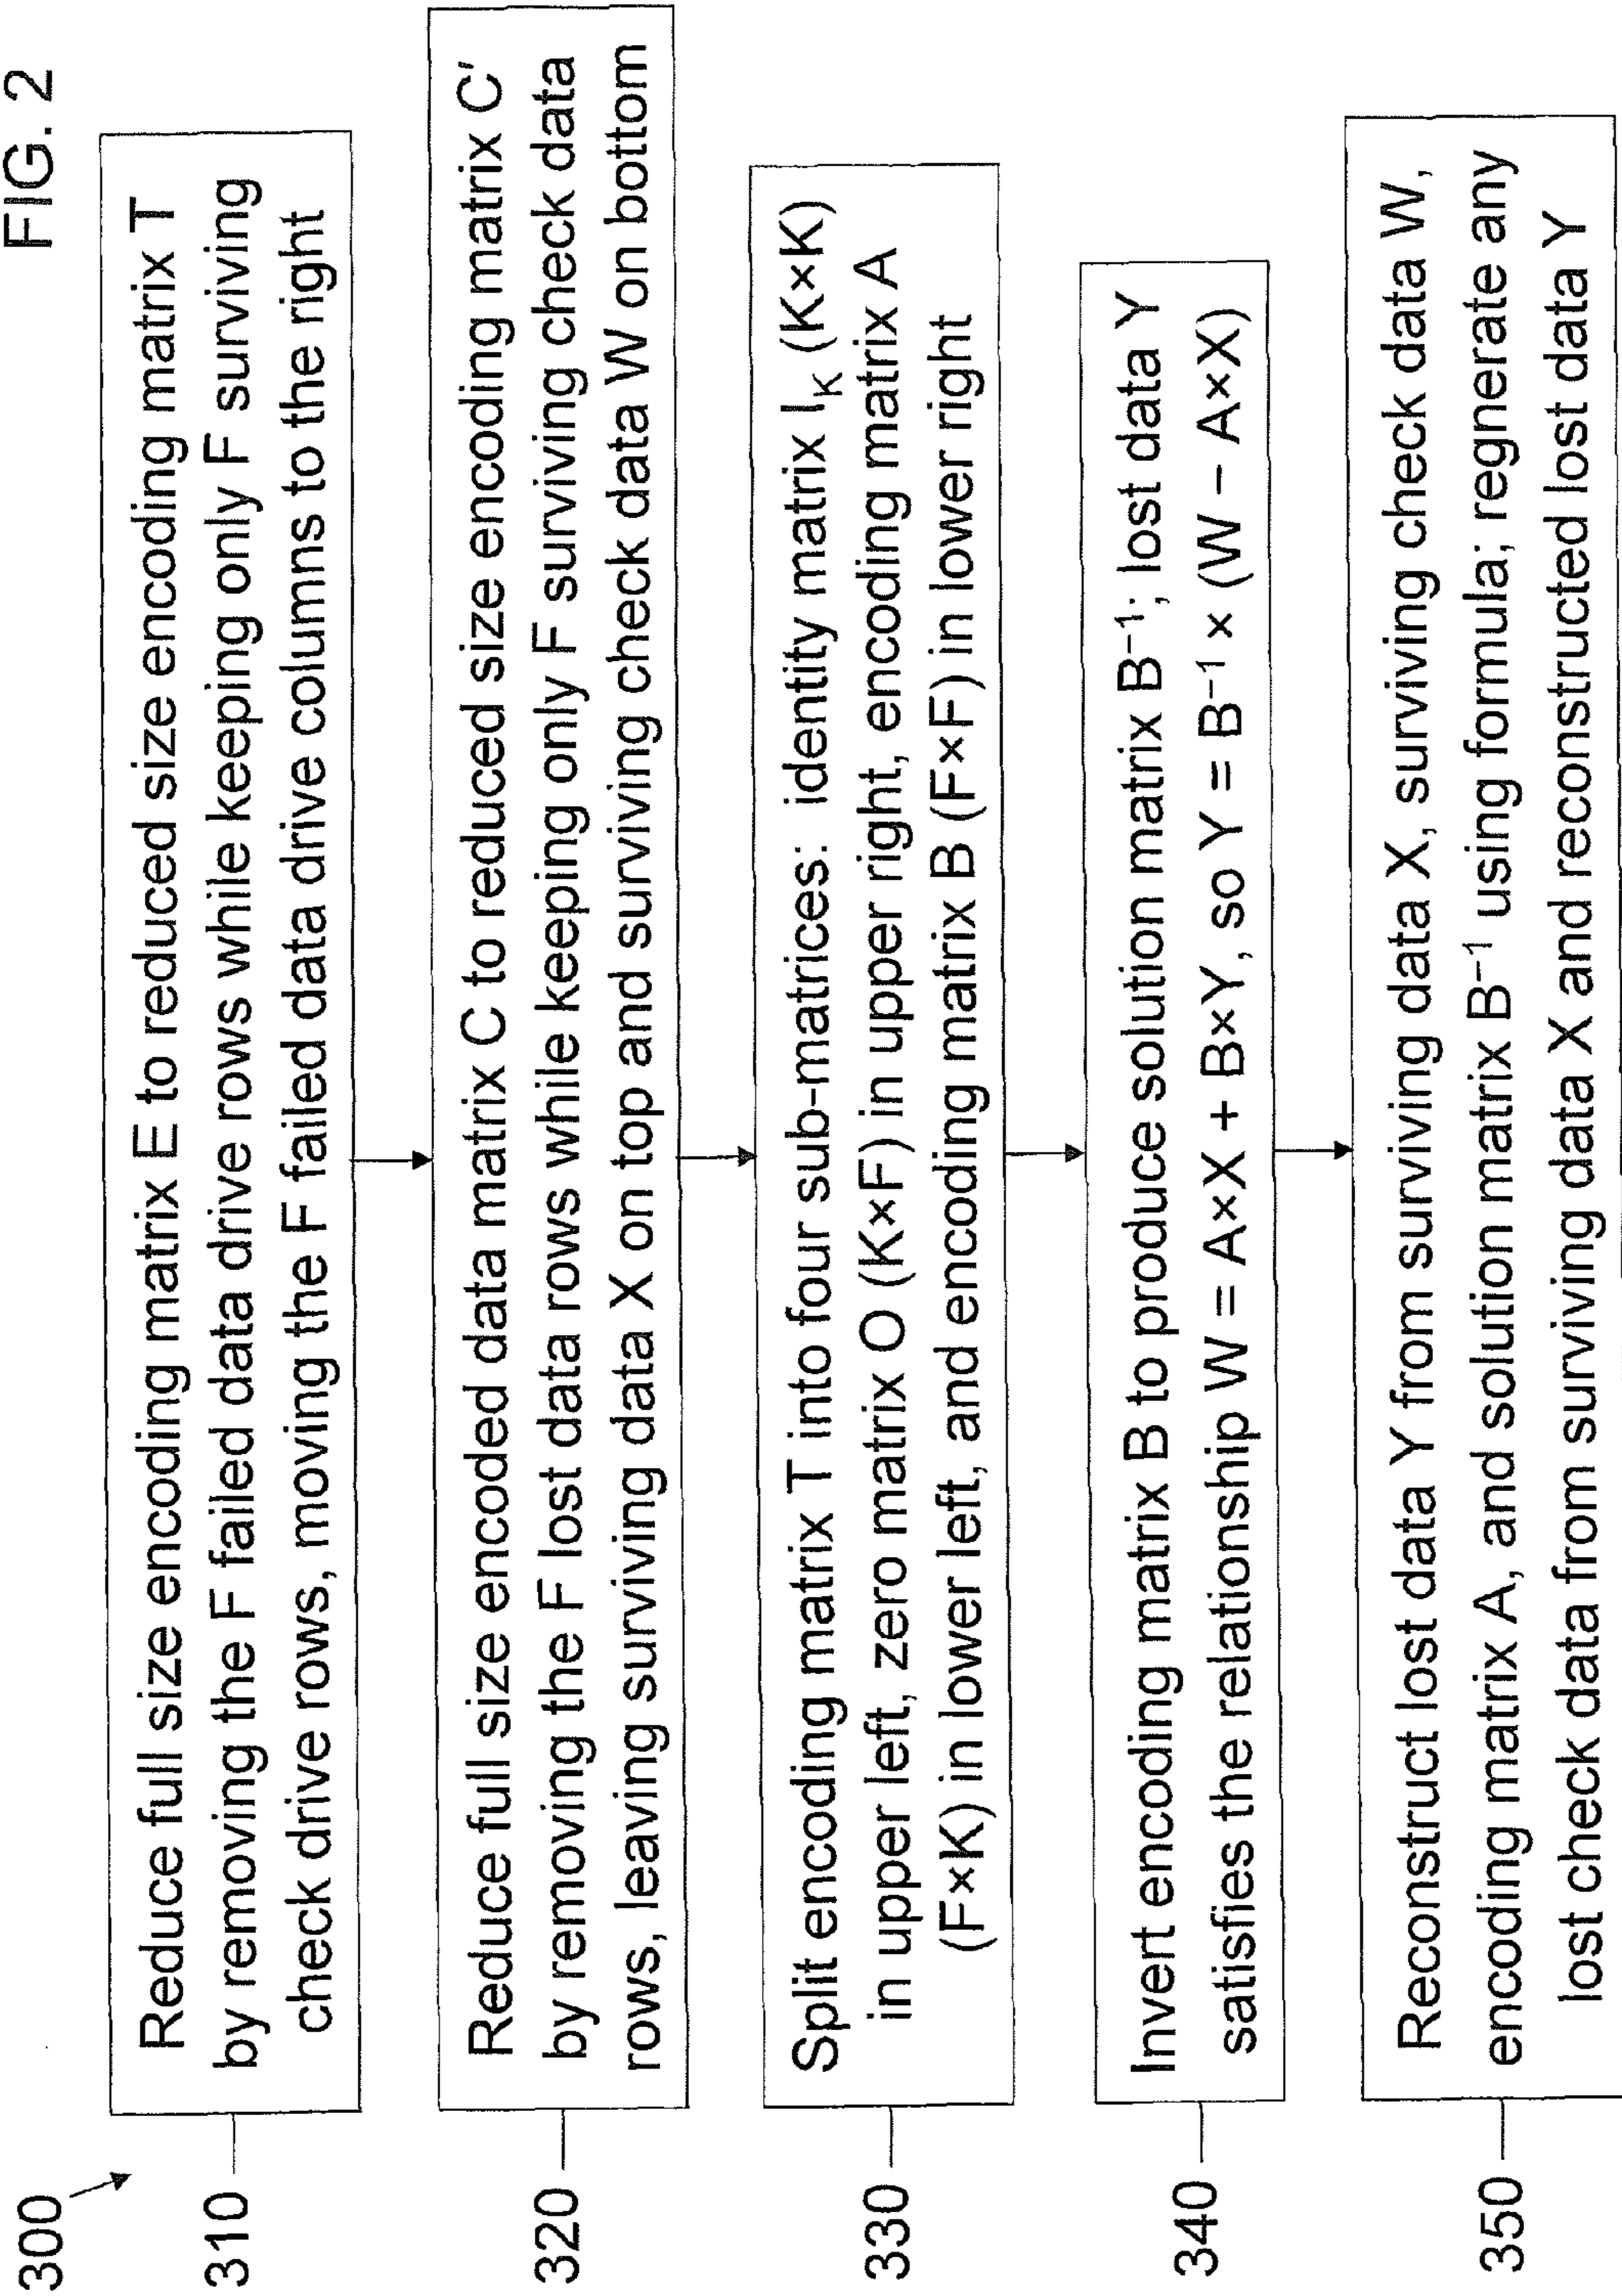 FIG. 2
300
310
Reduce full size encoding matrix E to reduced size encoding matrix T
by removing the F failed data drive rows while keeping only F surviving
check drive rows, moving the F failed data drive columns to the right
320
Reduce full size encoded data matrix C to reduced size encoding matrix C'
by removing the F lost data rows while keeping only F surviving check data
rows, leaving surviving data X on top and surviving check data W on bottom
330
Split encoding matrix T into four sub-matrices: identity matrix I_K (K×K)
in upper left, zero matrix O (K×F) in upper right, encoding matrix A
(F×K) in lower left, and encoding matrix B (F×F) in lower right
340
Invert encoding matrix B to produce solution matrix B⁻¹; lost data Y
satisfies the relationship W = A×X + B×Y, so Y = B⁻¹ × (W – A×X)
350
Reconstruct lost data Y from surviving data X, surviving check data W,
encoding matrix A, and solution matrix B⁻¹ using formula; regnerate any
lost check data from surviving data X and reconstructed lost data Y